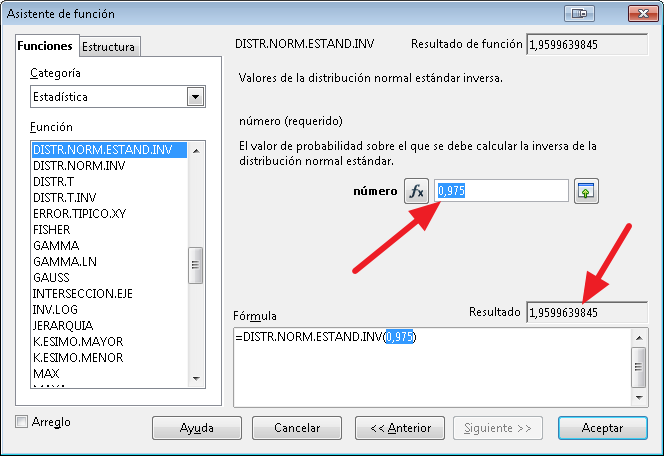 Asistente de función
Funciones
Estructura
Categoría
Estadística
Función
DISTR.NORM.ESTAND.INV
DISTR.NORM.INV
DISTR.T
DISTR.T.INV
ERROR.TIPICO.XY
FISHER
GAMMA
GAMMA.LN
GAUSS
INTERSECCION.EJE
INV.LOG
JERARQUIA
K.ESIMO.MAYOR
K.ESIMO.MENOR
MAX
MAXA
DISTR.NORM.ESTAND.INV
Resultado de función 1,9599639845
Valores de la distribución normal estándar inversa.
número (requerido)
El valor de probabilidad sobre el que se debe calcular la inversa de la
distribución normal estándar.
número fx 0,975
Fórmula
Resultado 1,9599639845
=DISTR.NORM.ESTAND.INV(0,975)
Arreglo
Ayuda
Cancelar
<< Anterior
Siguiente >>
Aceptar